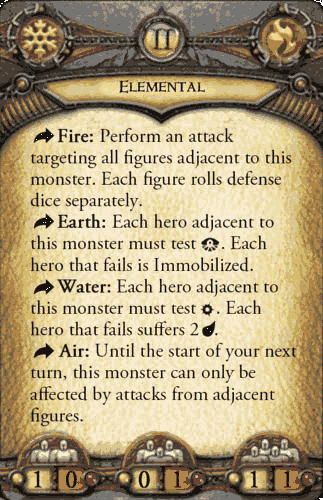 II
ELEMENTAL
Fire: Perform an attack
targeting all figures adjacent to this
monster. Each figure rolls defense
dice separately.
Earth: Each hero adjacent to
this monster must test . Each
hero that fails is Immobilized.
Water: Each hero adjacent to
this monster must test . Each
hero that fails suffers 2 .
Air: Until the start of your next
turn, this monster can only be
affected by attacks from adjacent
figures.
1 0 0 1 1 1